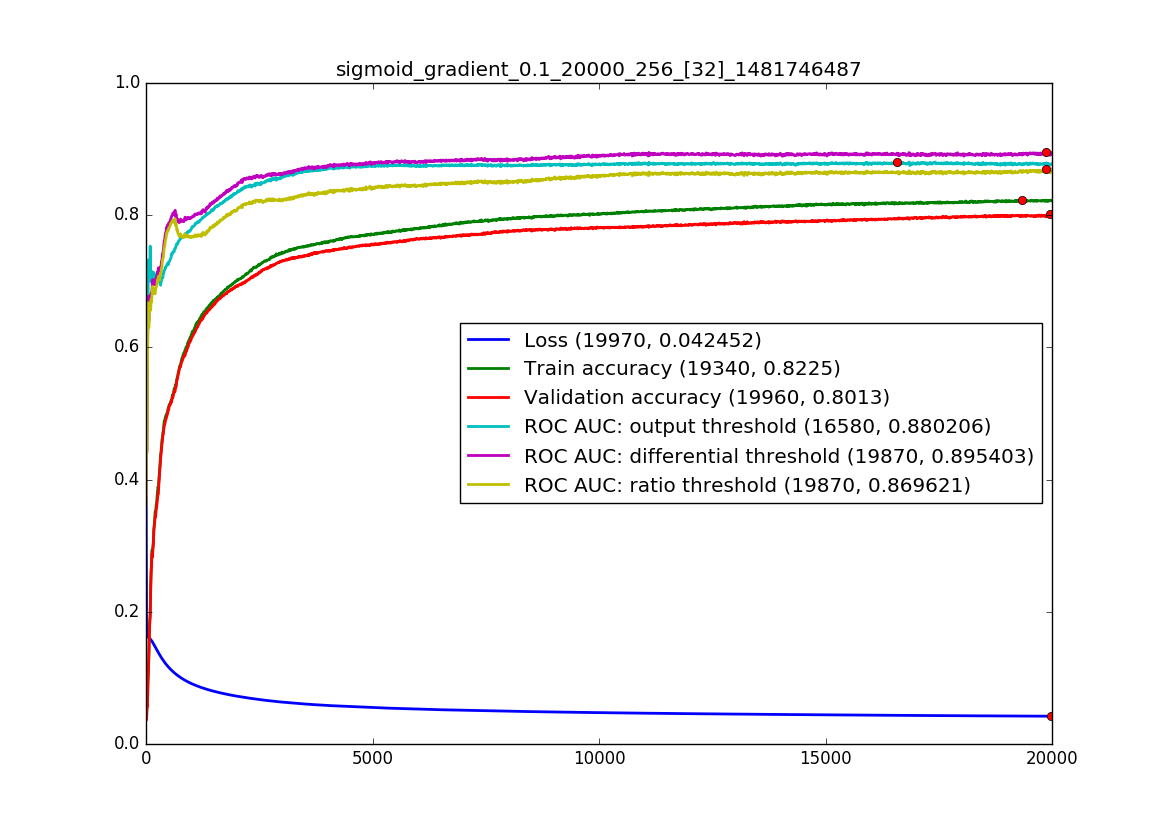 sigmoid_gradient_0.1_20000_256_[32]_1481746487
1.0
0.8
0.6
0.4
0.2
0.0
Loss (19970, 0.042452)
Train accuracy (19340, 0.8225)
Validation accuracy (19960, 0.8013)
ROC AUC: output threshold (16580, 0.880206)
ROC AUC: differential threshold (19870, 0.895403)
ROC AUC: ratio threshold (19870, 0.869621)
0 5000 10000 15000 20000